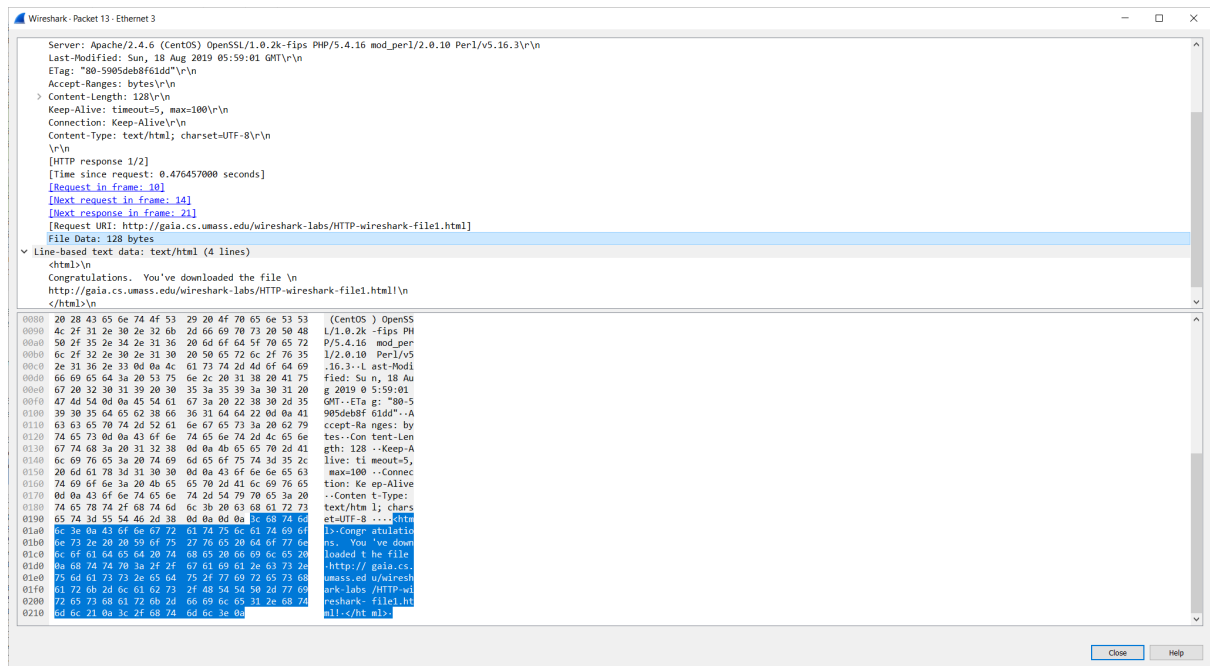 Wireshark · Packet 13 · Ethernet 3
Server: Apache/2.4.6 (CentOS) OpenSSL/1.0.2k-fips PHP/5.4.16 mod_perl/2.0.10 Perl/v5.16.3\r\n
Last-Modified: Sun, 18 Aug 2019 05:59:01 GMT\r\n
ETag: "80-5905deb8f61dd"\r\n
Accept-Ranges: bytes\r\n
> Content-Length: 128\r\n
Keep-Alive: timeout=5, max=100\r\n
Connection: Keep-Alive\r\n
Content-Type: text/html; charset=UTF-8\r\n
\r\n
[HTTP response 1/2]
[Time since request: 0.476457000 seconds]
[Request in frame: 10]
[Next request in frame: 14]
[Next response in frame: 21]
[Request URI: http://gaia.cs.umass.edu/wireshark-labs/HTTP-wireshark-file1.html]
File Data: 128 bytes
Line-based text data: text/html (4 lines)
<html>\n
Congratulations.  You've downloaded the file \n
http://gaia.cs.umass.edu/wireshark-labs/HTTP-wireshark-file1.html!\n
</html>\n
0080 20 28 43 65 6e 74 4f 53 29 20 4f 70 65 6e 53 53 (CentOS ) OpenSS
0090 4c 2f 31 2e 30 2e 32 6b 2d 66 69 70 73 20 50 48 L/1.0.2k -fips PH
00a0 50 2f 35 2e 34 2e 31 36 20 6d 6f 64 5f 70 65 72 P/5.4.16 mod_per
00b0 6c 2f 32 2e 30 2e 31 30 20 50 65 72 6c 2f 76 35 l/2.0.10 Perl/v5
00c0 2e 31 36 2e 33 0d 0a 4c 61 73 74 2d 4d 6f 64 69 .16.3··L ast-Modi
00d0 66 69 65 64 3a 20 53 75 6e 2c 20 31 38 20 41 75 fied: Su n, 18 Au
00e0 67 20 32 30 31 39 20 30 35 3a 35 39 3a 30 31 20 g 2019 0 5:59:01
00f0 47 4d 54 0d 0a 45 54 61 67 3a 20 22 38 30 2d 35 GMT··ETa g: "80-5
0100 39 30 35 64 65 62 38 66 36 31 64 64 22 0d 0a 41 905deb8f 61dd"··A
0110 63 63 65 70 74 2d 52 61 6e 67 65 73 3a 20 62 79 ccept-Ra nges: by
0120 74 65 73 0d 0a 43 6f 6e 74 65 6e 74 2d 4c 65 6e tes··Con tent-Len
0130 67 74 68 3a 20 31 32 38 0d 0a 4b 65 65 70 2d 41 gth: 128 ··Keep-A
0140 6c 69 76 65 3a 20 74 69 6d 65 6f 75 74 3d 35 2c live: ti meout=5,
0150 20 6d 61 78 3d 31 30 30 0d 0a 43 6f 6e 6e 65 63 max=100 ··Connec
0160 74 69 6f 6e 3a 20 4b 65 65 70 2d 41 6c 69 76 65 tion: Ke ep-Alive
0170 0d 0a 43 6f 6e 74 65 6e 74 2d 54 79 70 65 3a 20 ··Conten t-Type:
0180 74 65 78 74 2f 68 74 6d 6c 3b 20 63 68 61 72 73 text/htm l; chars
0190 65 74 3d 55 54 46 2d 38 0d 0a 0d 0a 3c 68 74 6d et=UTF-8 ····<htm
01a0 6c 3e 0a 43 6f 6e 67 72 61 74 75 6c 61 74 69 6f l>·Congr atulatio
01b0 6e 73 2e 20 20 59 6f 75 27 76 65 20 64 6f 77 6e ns.  You 've down
01c0 6c 6f 61 64 65 64 20 74 68 65 20 66 69 6c 65 20 loaded t he file
01d0 0a 68 74 74 70 3a 2f 2f 67 61 69 61 2e 63 73 2e ·http:// gaia.cs.
01e0 75 6d 61 73 73 2e 65 64 75 2f 77 69 72 65 73 68 umass.ed u/wiresh
01f0 61 72 6b 2d 6c 61 62 73 2f 48 54 54 50 2d 77 69 ark-labs /HTTP-wi
0200 72 65 73 68 61 72 6b 2d 66 69 6c 65 31 2e 68 74 reshark- file1.ht
0210 6d 6c 21 0a 3c 2f 68 74 6d 6c 3e 0a ml!·</ht ml>·
Close Help